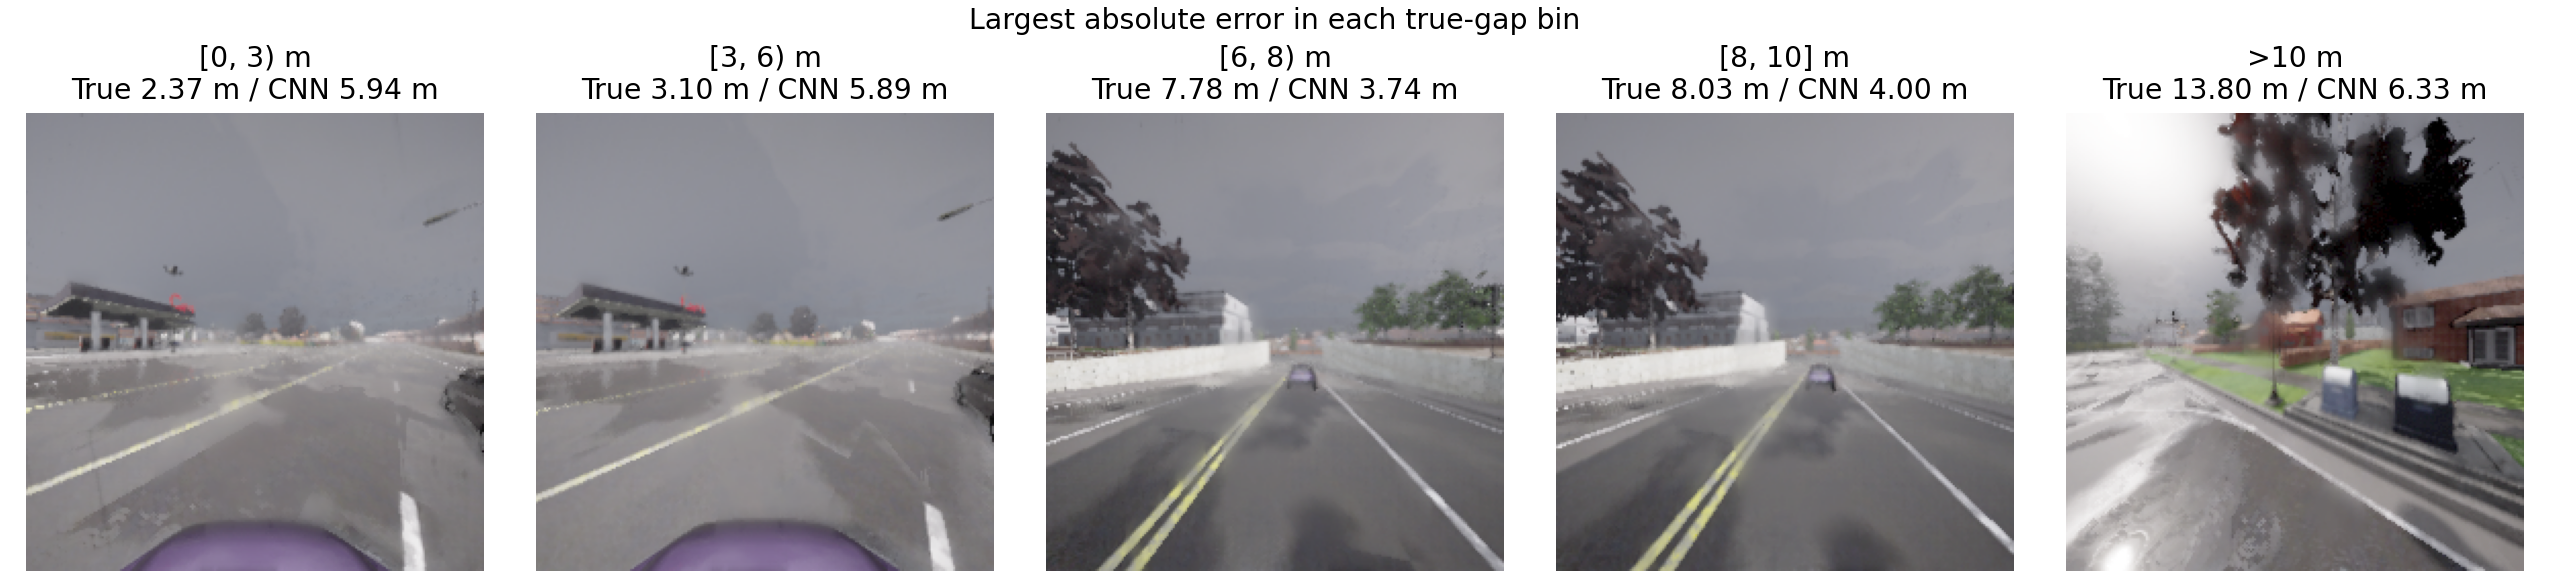 Largest absolute error in each true-gap bin
[0, 3) m
True 2.37 m / CNN 5.94 m
[3, 6) m
True 3.10 m / CNN 5.89 m
[6, 8) m
True 7.78 m / CNN 3.74 m
[8, 10] m
True 8.03 m / CNN 4.00 m
>10 m
True 13.80 m / CNN 6.33 m